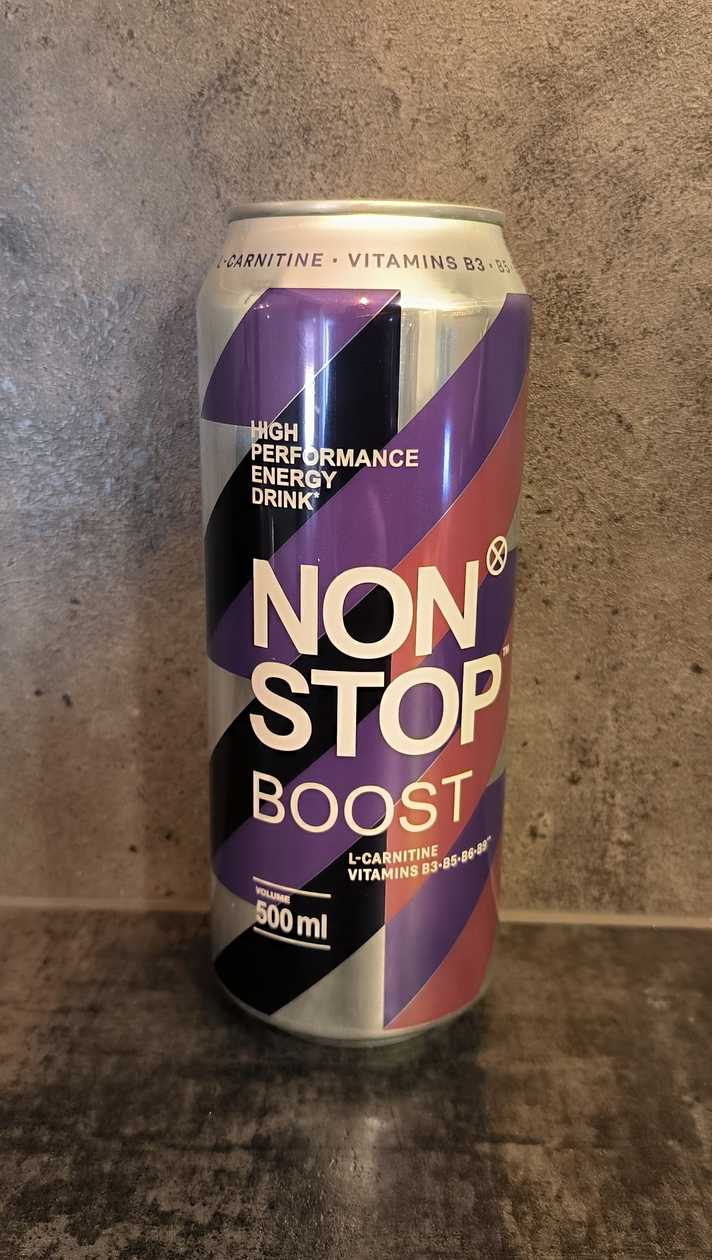 L-CARNITINE · VITAMINS B3 · B5
HIGH
PERFORMANCE
ENERGY
DRINK*
NON
STOP™
BOOST
L-CARNITINE
VITAMINS B3·B5·B6·B9**
VOLUME
500 ml